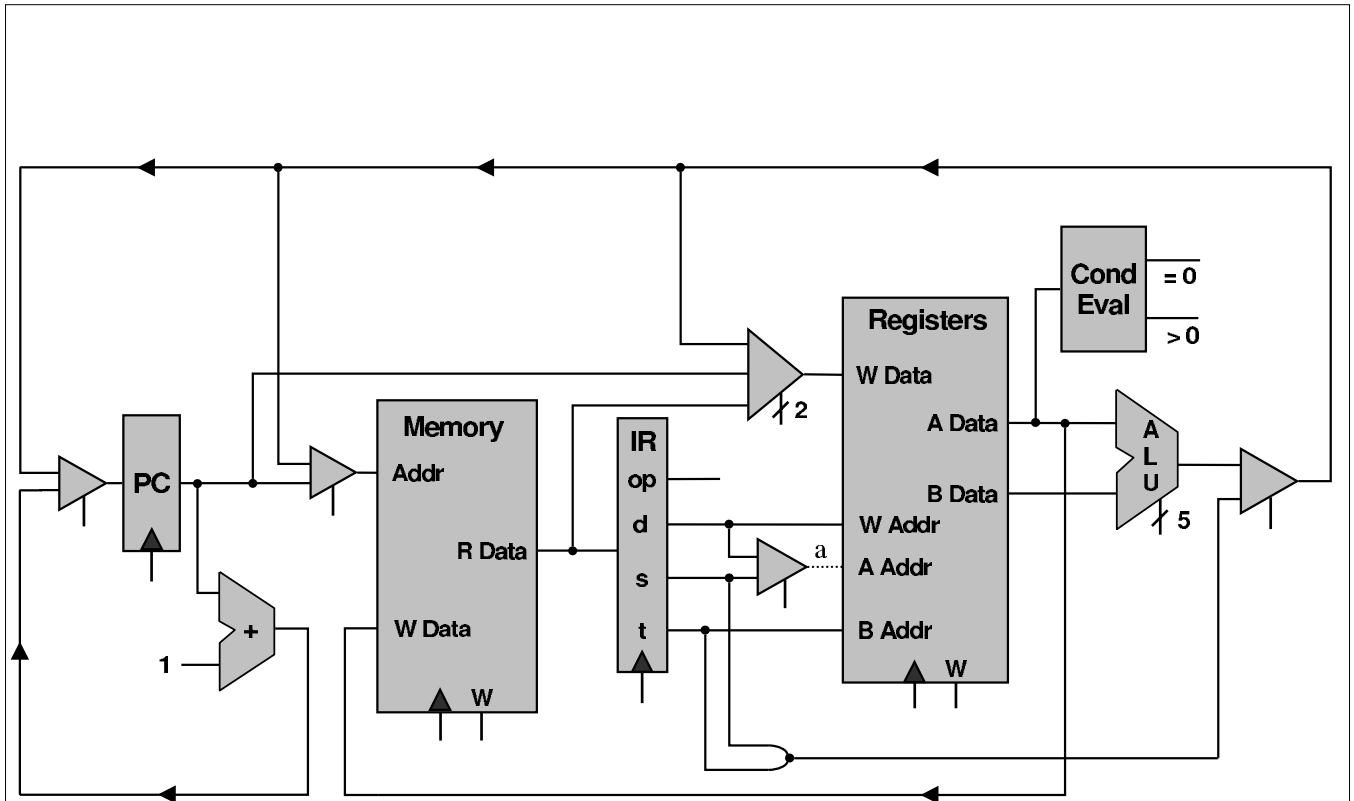 Cond
Eval
= 0
> 0
Registers
W Data
A Data
B Data
W Addr
A Addr
B Addr
W
2
A
L
U
5
Memory
Addr
R Data
W Data
W
IR
op
d
s
t
a
PC
+
1